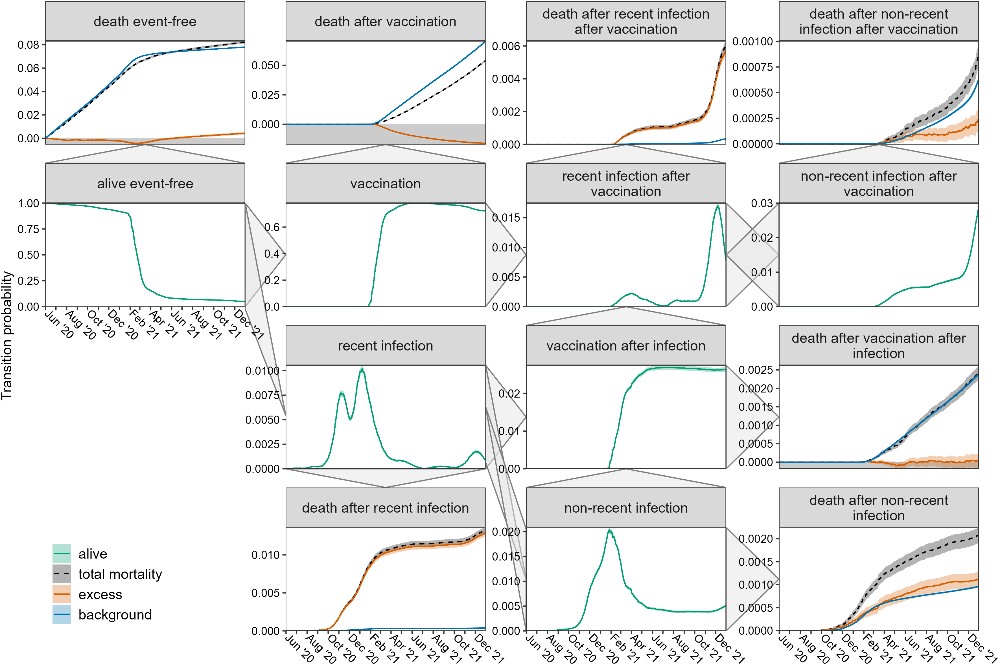 death event-free
death after vaccination
death after recent infection
after vaccination
death after non-recent
infection after vaccination
0.08
0.06
0.04
0.02
0.00
0.050
0.025
0.000
0.006
0.004
0.002
0.000
0.00100
0.00075
0.00050
0.00025
0.00000
alive event-free
vaccination
recent infection after
vaccination
non-recent infection after
vaccination
1.00
0.75
0.50
0.25
0.00
0.6
0.4
0.2
0.0
0.015
0.010
0.005
0.000
0.03
0.02
0.01
0.00
Jun '20
Aug '20
Oct '20
Dec '20
Feb '21
Apr '21
Jun '21
Aug '21
Oct '21
Dec '21
Transition probability
recent infection
vaccination after infection
death after vaccination after
infection
0.0100
0.0075
0.0050
0.0025
0.0000
0.02
0.01
0.00
0.0025
0.0020
0.0015
0.0010
0.0005
0.0000
death after recent infection
non-recent infection
death after non-recent
infection
0.010
0.005
0.000
0.020
0.015
0.010
0.005
0.000
0.0020
0.0015
0.0010
0.0005
0.0000
Jun '20
Aug '20
Oct '20
Dec '20
Feb '21
Apr '21
Jun '21
Aug '21
Oct '21
Dec '21
Jun '20
Aug '20
Oct '20
Dec '20
Feb '21
Apr '21
Jun '21
Aug '21
Oct '21
Dec '21
Jun '20
Aug '20
Oct '20
Dec '20
Feb '21
Apr '21
Jun '21
Aug '21
Oct '21
Dec '21
alive
total mortality
excess
background